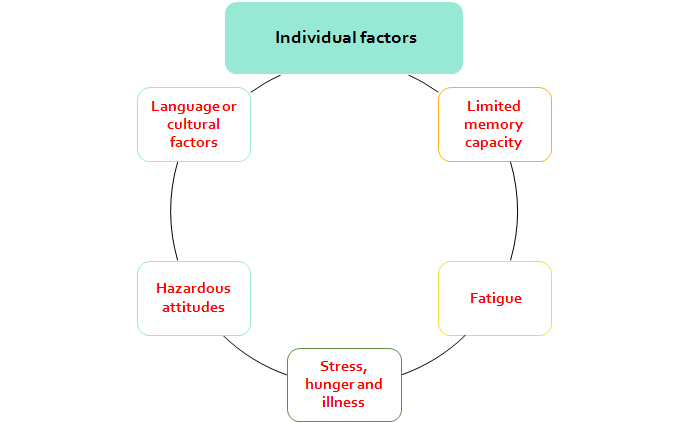 Individual factors
Limited
memory
capacity
Fatigue
Stress,
hunger and
illness
Hazardous
attitudes
Language or
cultural
factors